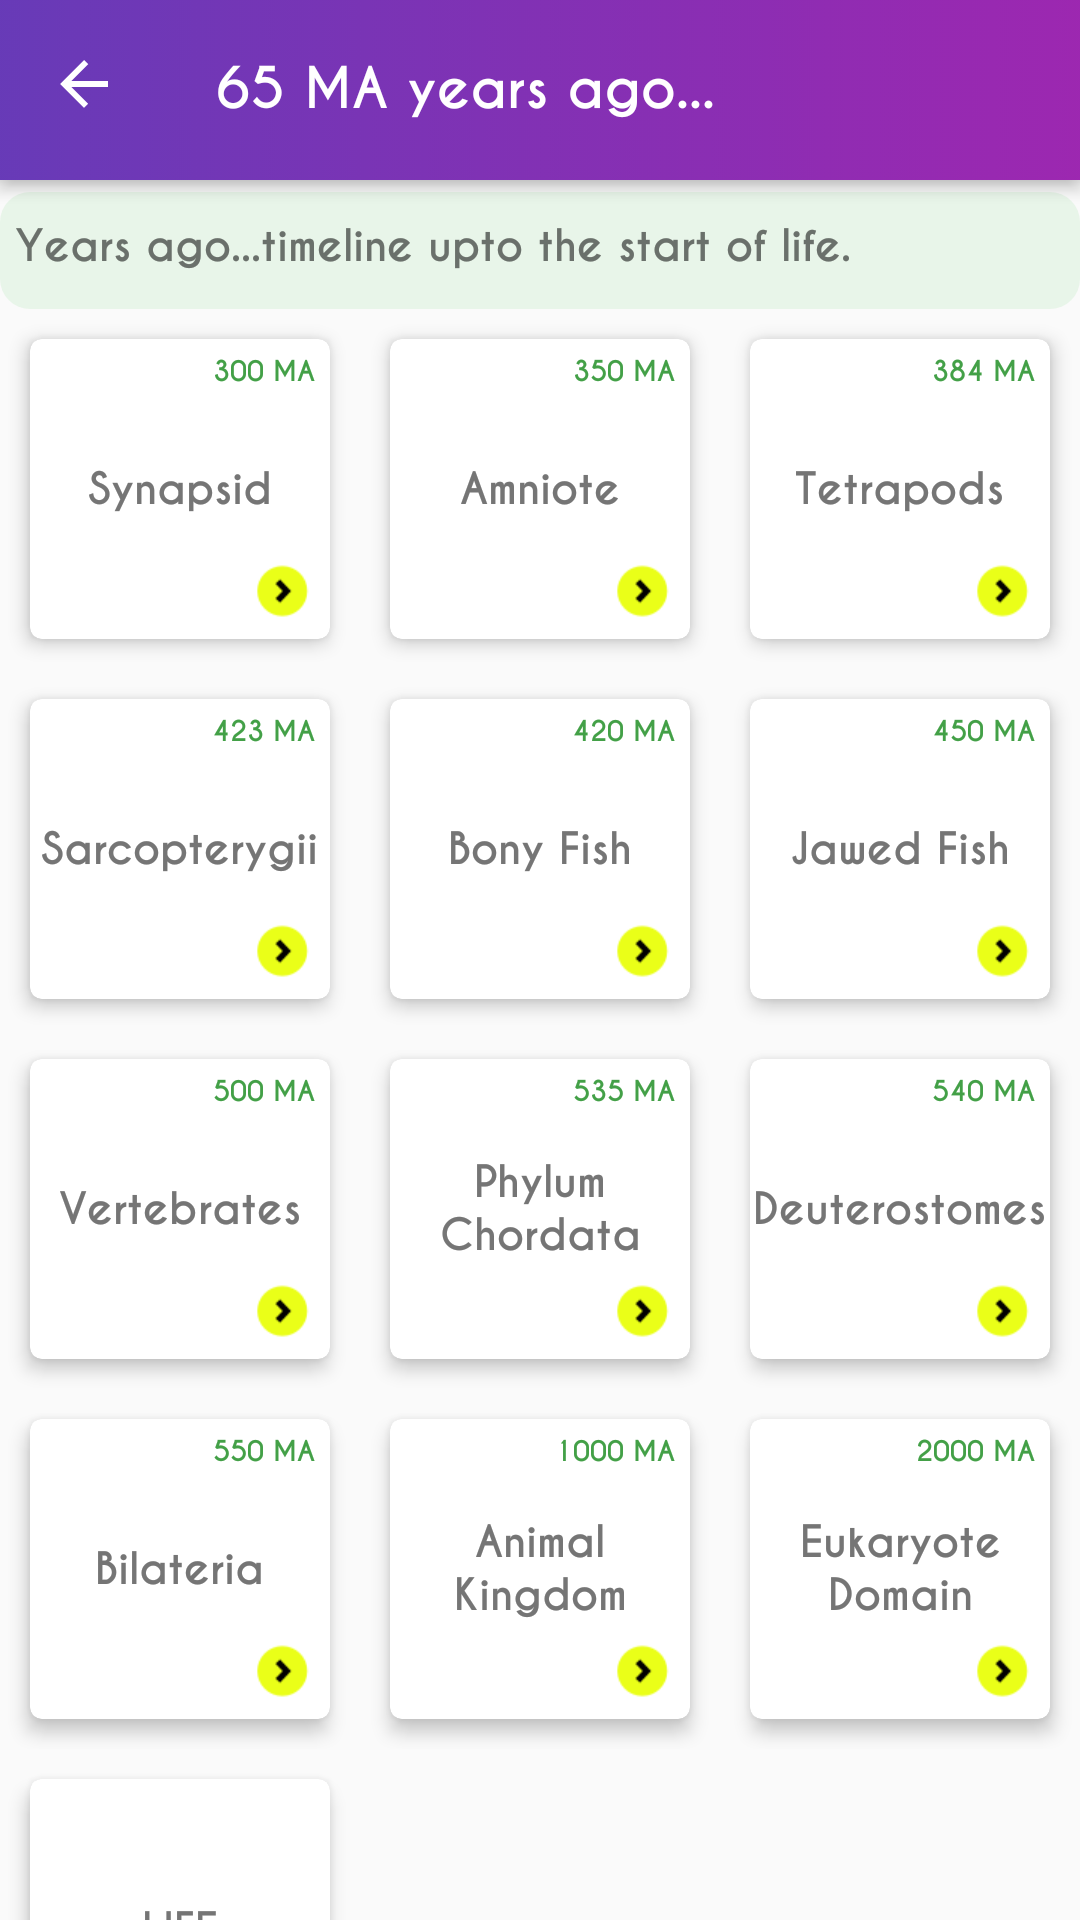 65 MA years ago...
Years ago...timeline upto the start of life.
300 MA
Synapsid
350 MA
Amniote
384 MA
Tetrapods
423 MA
Sarcopterygii
420 MA
Bony Fish
450 MA
Jawed Fish
500 MA
Vertebrates
535 MA
Phylum
Chordata
540 MA
Deuterostomes
550 MA
Bilateria
1000 MA
Animal
Kingdom
2000 MA
Eukaryote
Domain